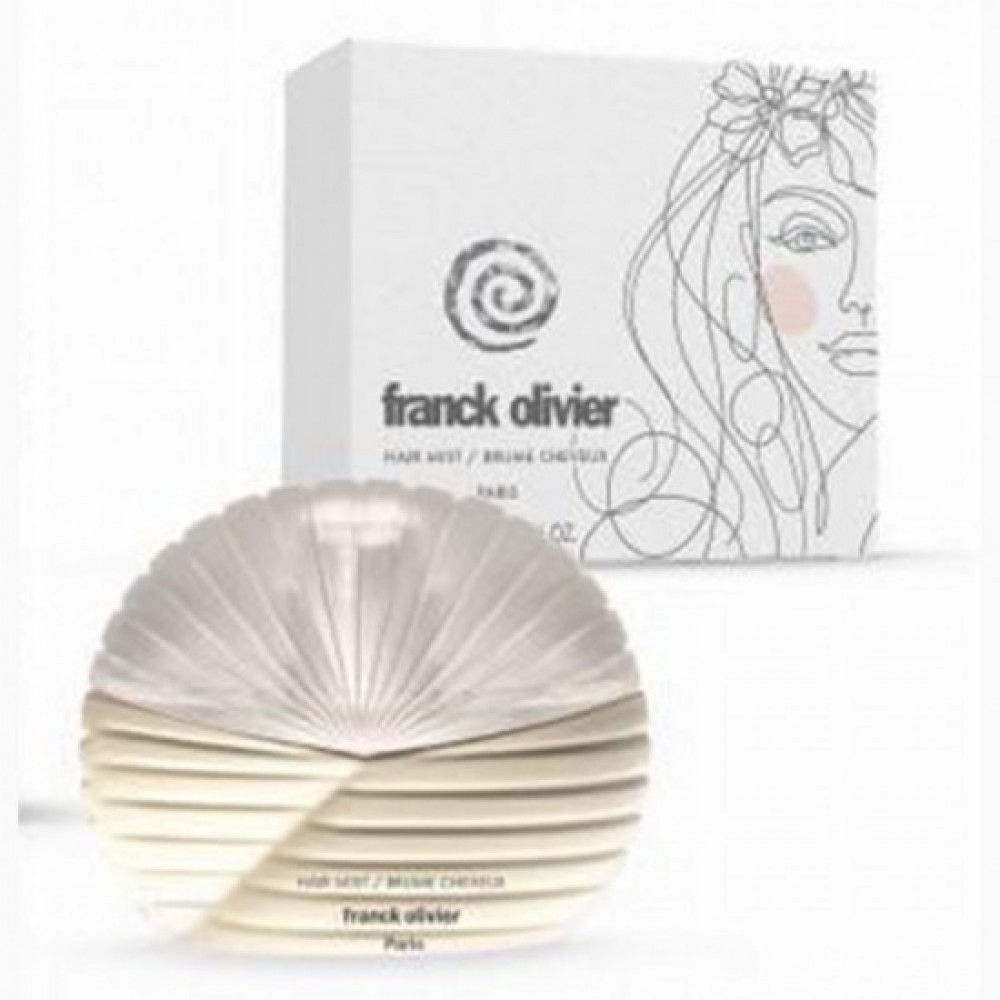 franck olivier
HAIR MIST / BRUME CHEVEUX
PARIS
OZ.
HAIR MIST / BRUME CHEVEUX
franck olivier
Paris